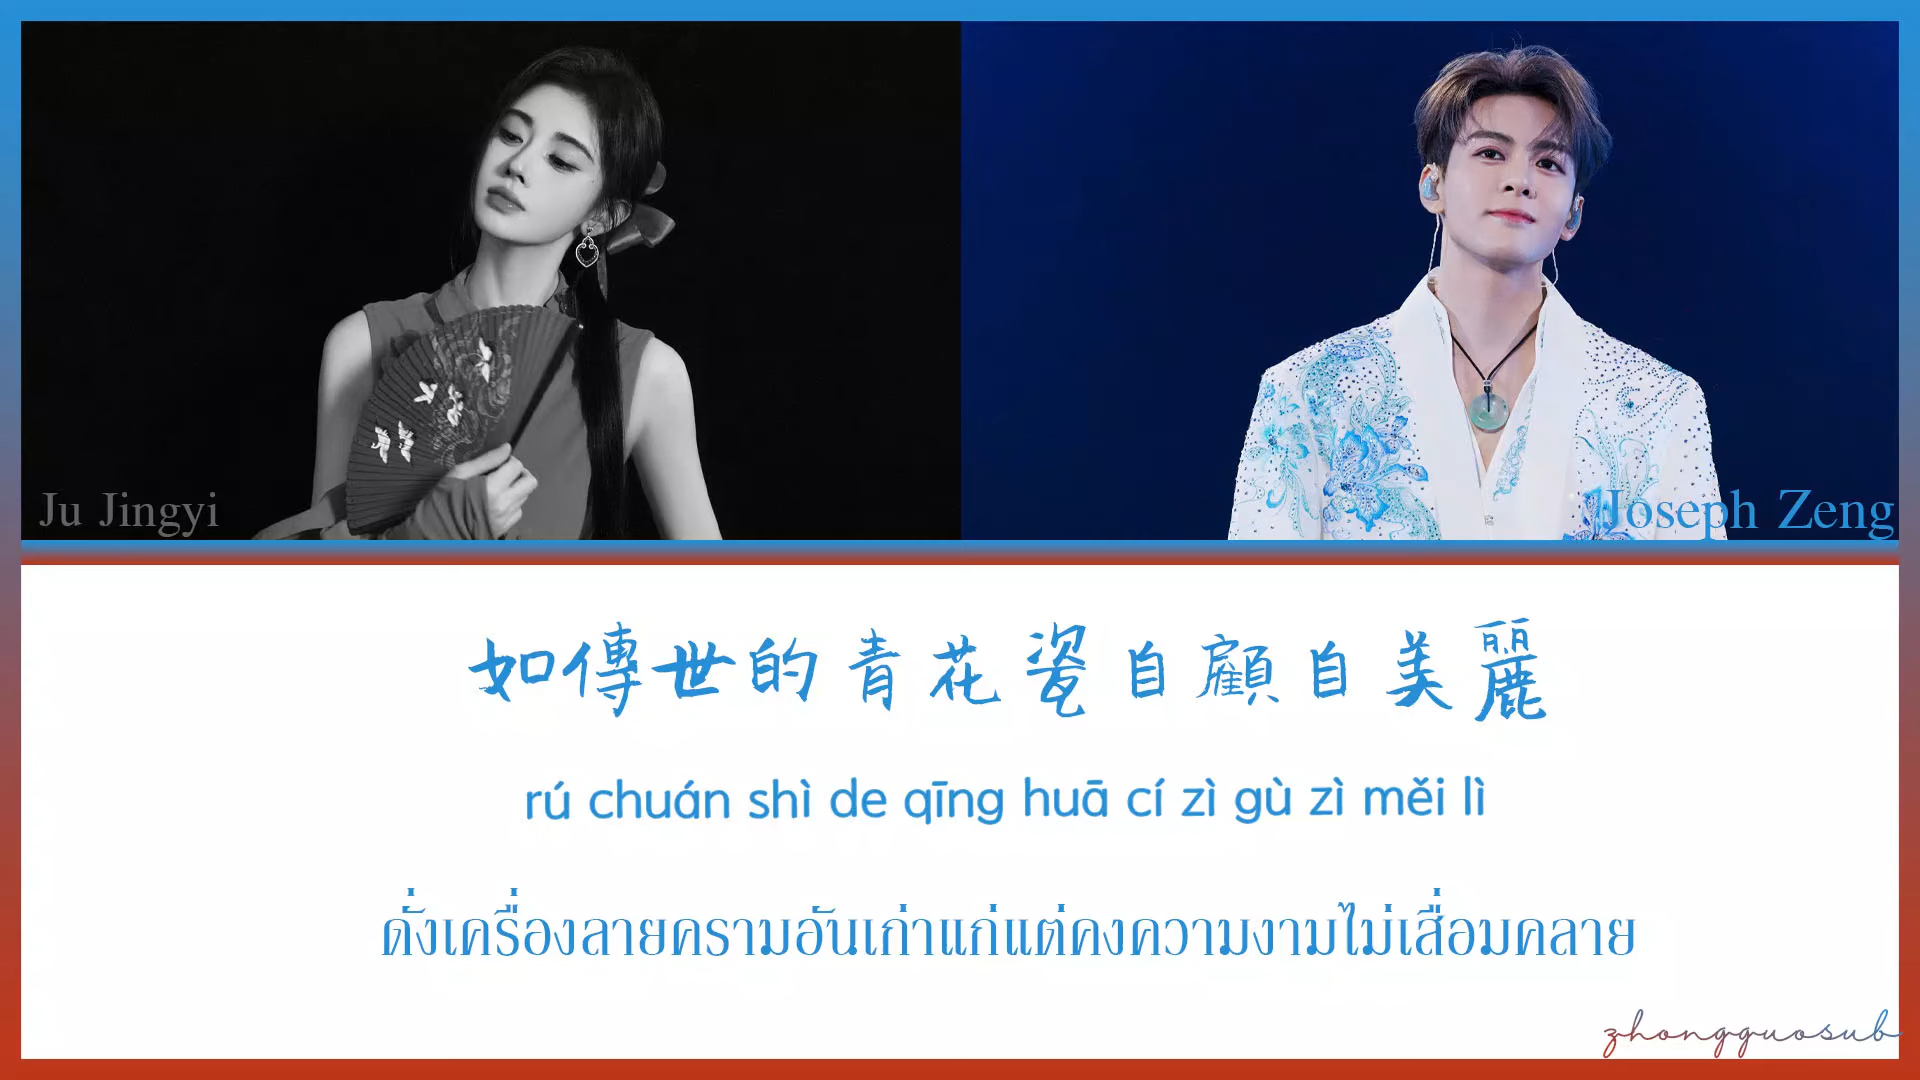 Ju Jingyi
Joseph Zeng
如傳世的青花瓷自顧自美麗
rú chuán shì de qīng huā cí zì gù zì měi lì
ดั่งเครื่องลายครามอันเก่าแก่แต่คงความงามไม่เสื่อมคลาย
zhongguosub